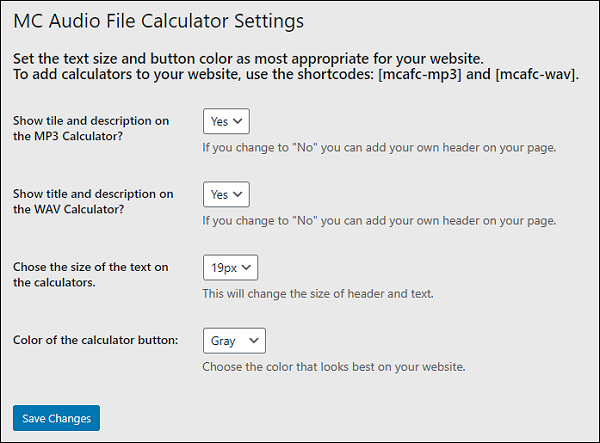 MC Audio File Calculator Settings
Set the text size and button color as most appropriate for your website.
To add calculators to your website, use the shortcodes: [mcafc-mp3] and [mcafc-wav].
Show tile and description on
the MP3 Calculator?
Yes
If you change to "No" you can add your own header on your page.
Show title and description on
the WAV Calculator?
Yes
If you change to "No" you can add your own header on your page.
Chose the size of the text on
the calculators.
19px
This will change the size of header and text.
Color of the calculator button:
Gray
Choose the color that looks best on your website.
Save Changes